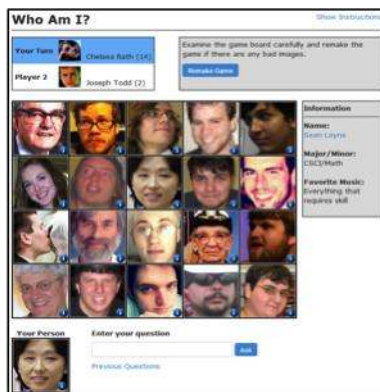 Who Am I?
Show Instructions
Your Turn
Chelsea Rath (14)
Player 2
Joseph Todd (2)
Examine the game board carefully and remake the game if there are any bad images.
Remake Game
Information
Name:
Sean Layne
Major/Minor:
CSCI/Math
Favorite Music:
Everything that
requires skill
Your Person
Enter your question
Ask
Previous Questions